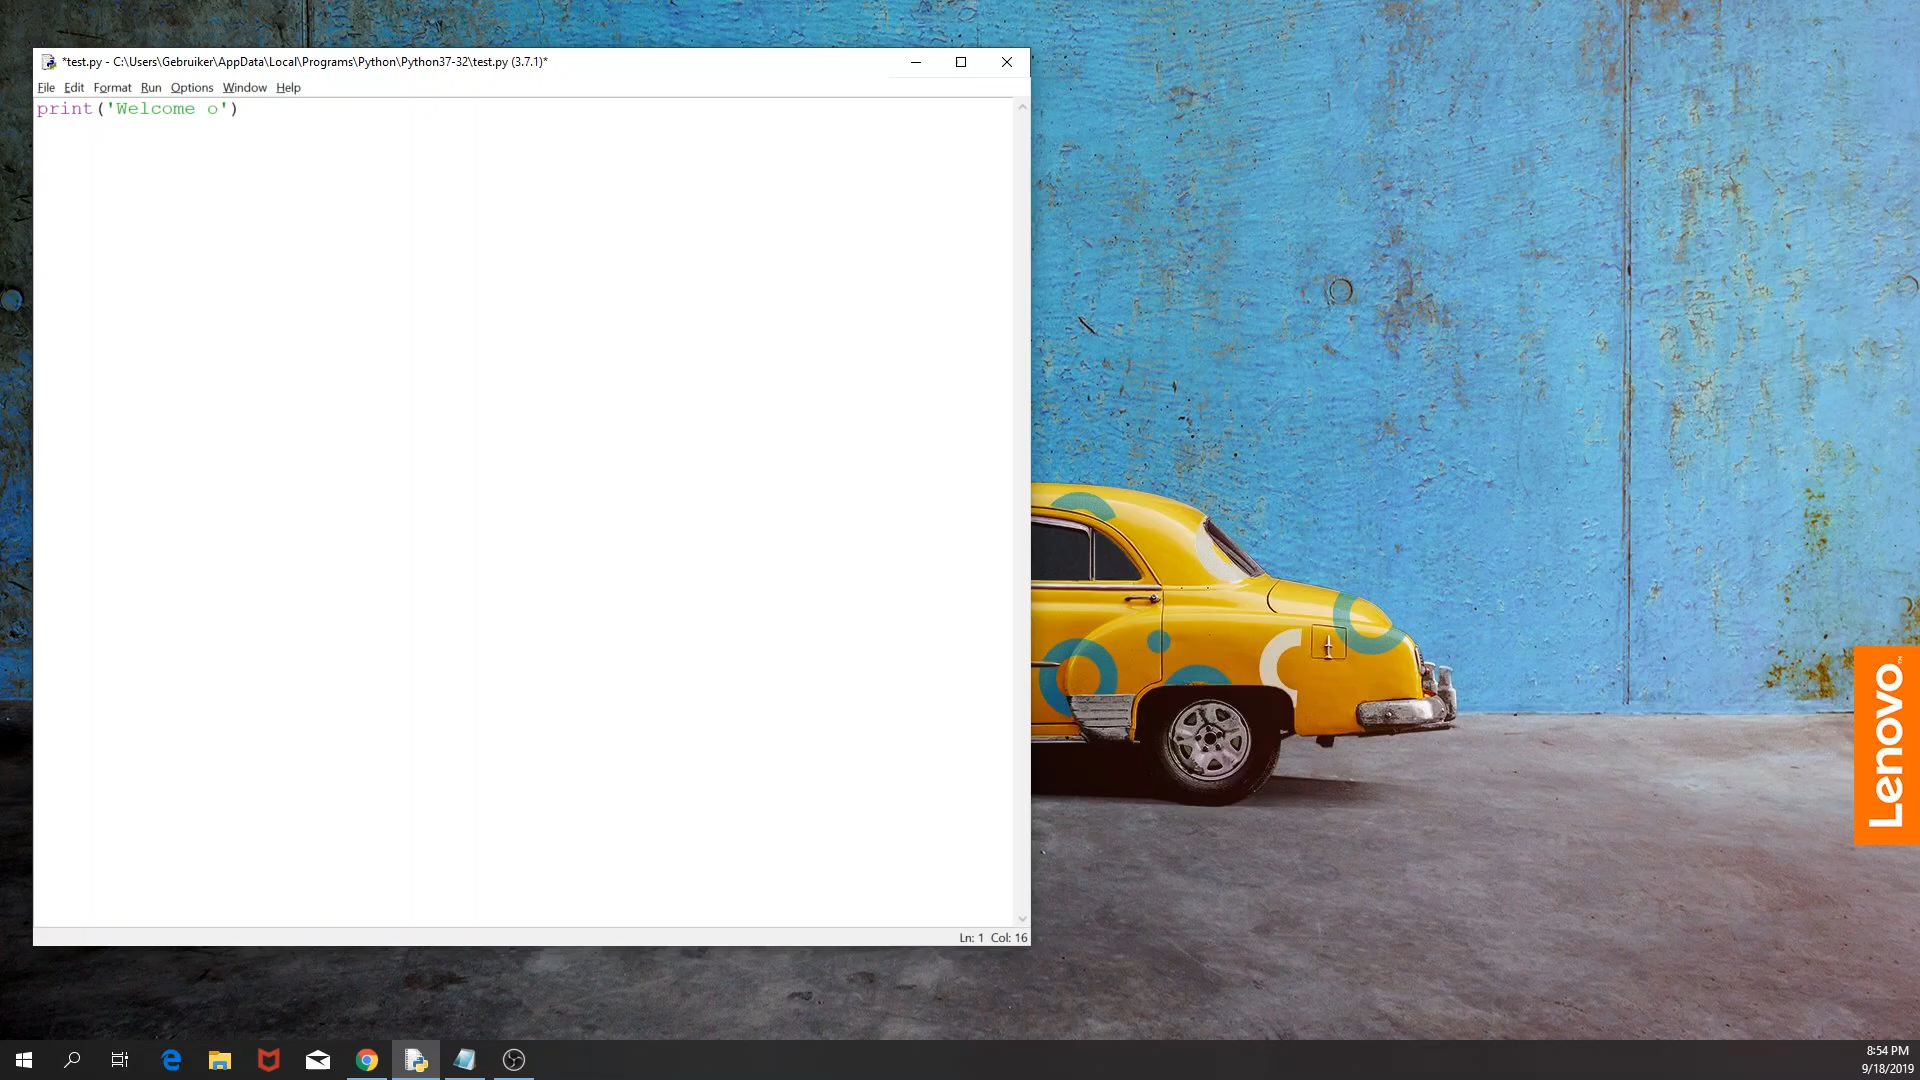 *test.py - C:\Users\Gebruiker\AppData\Local\Programs\Python\Python37-32\test.py (3.7.1)*
File Edit Format Run Options Window Help
print('Welcome o')
Lenovo™
Ln: 1 Col: 16
8:54 PM
9/18/2019